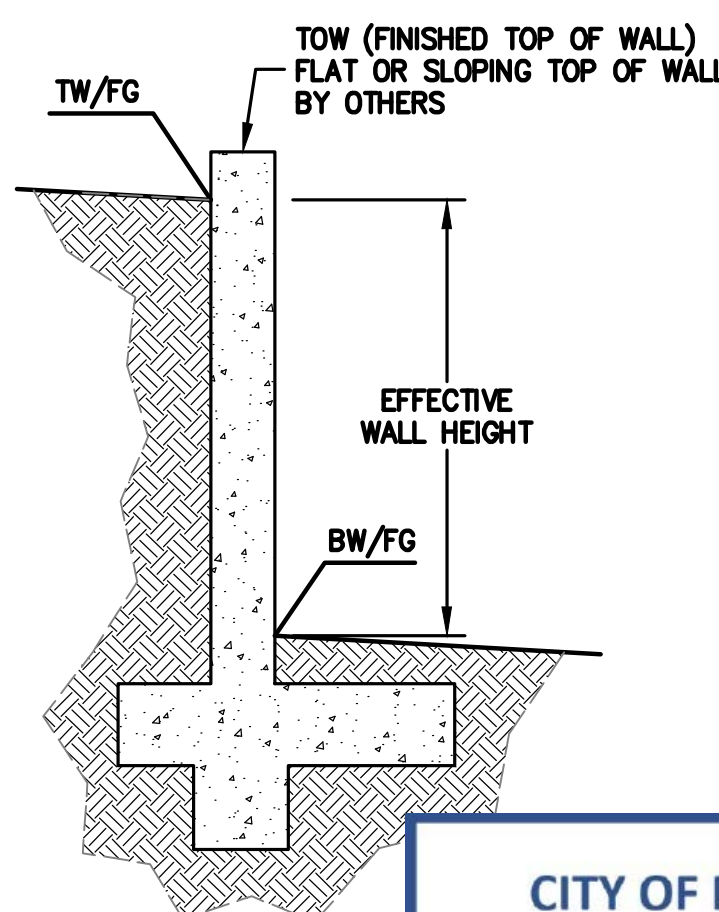 TOW (FINISHED TOP OF WALL)
FLAT OR SLOPING TOP OF WALL
BY OTHERS
TW/FG
EFFECTIVE
WALL HEIGHT
BW/FG
CITY OF